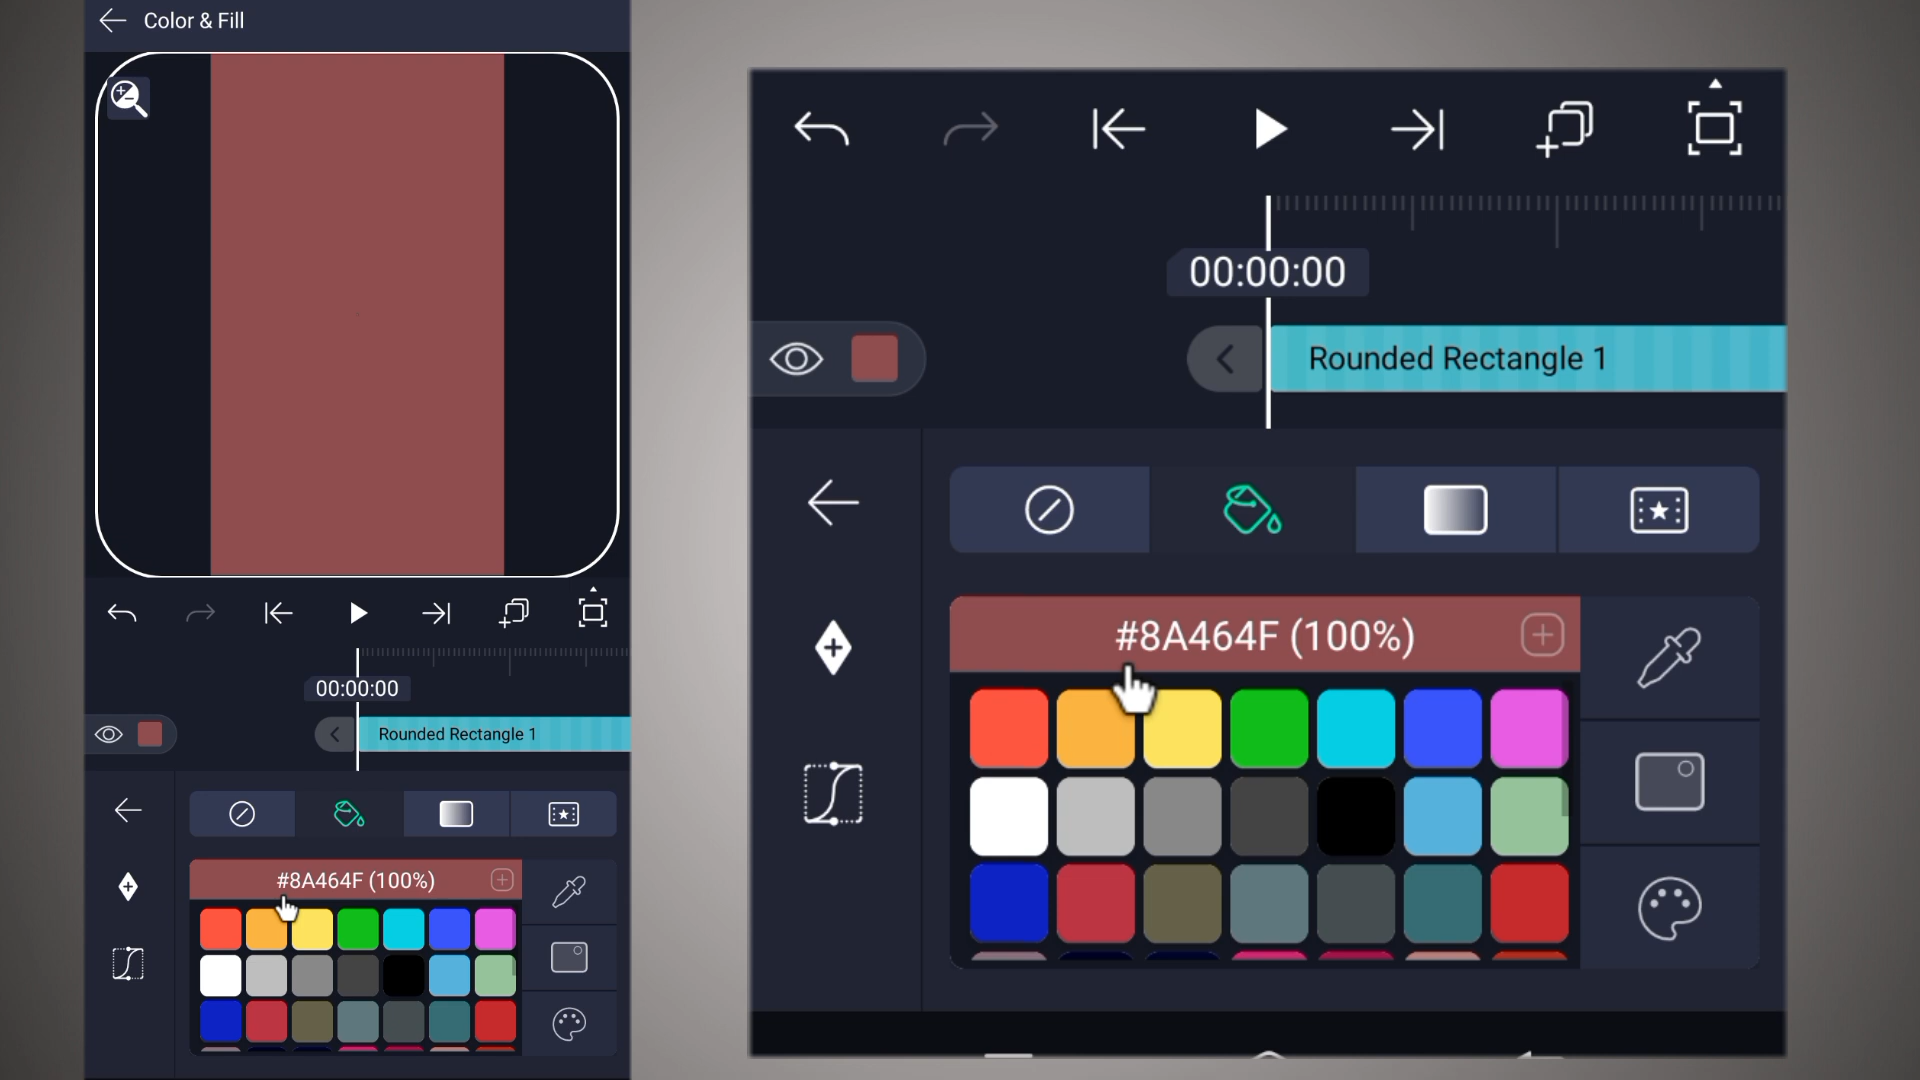 Color & Fill
00:00:00
Rounded Rectangle 1
#8A464F (100%)
00:00:00
Rounded Rectangle 1
#8A464F (100%)